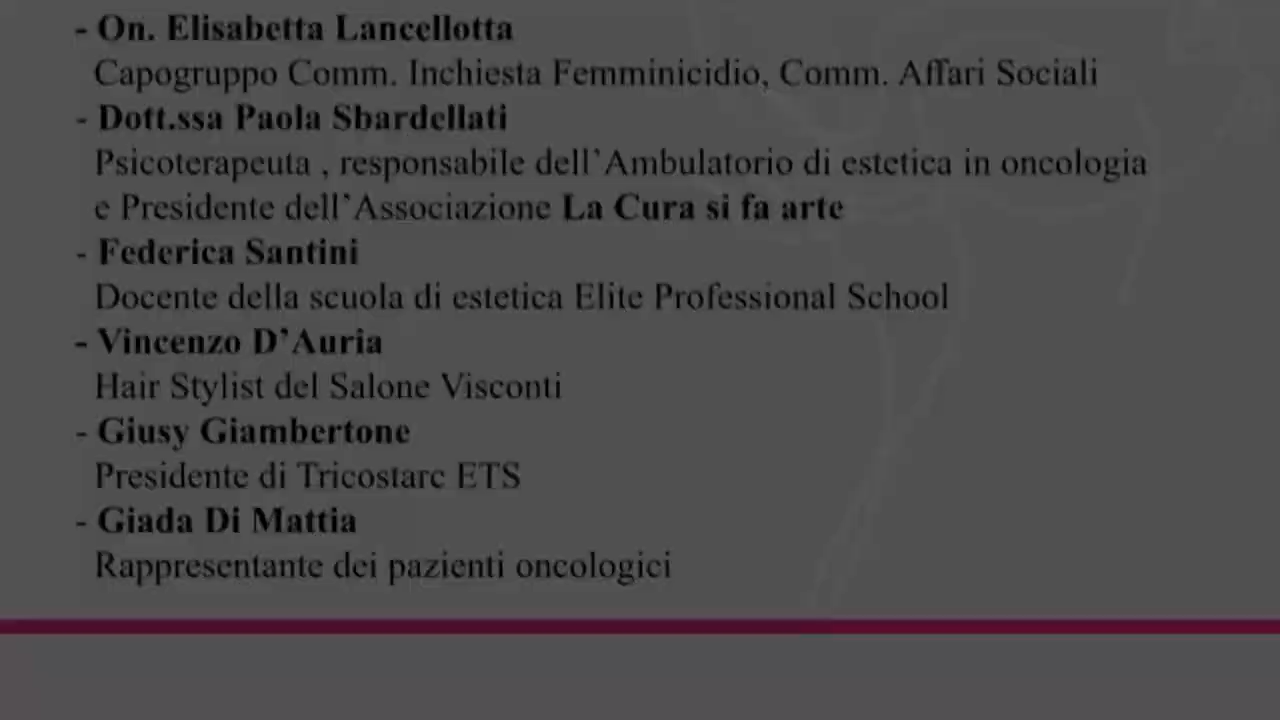 - On. Elisabetta Lancellotta
Capogruppo Comm. Inchiesta Femminicidio, Comm. Affari Sociali
- Dott.ssa Paola Sbardellati
Psicoterapeuta , responsabile dell'Ambulatorio di estetica in oncologia
e Presidente dell'Associazione La Cura si fa arte
- Federica Santini
Docente della scuola di estetica Elite Professional School
- Vincenzo D'Auria
Hair Stylist del Salone Visconti
- Giusy Giambertone
Presidente di Tricostarc ETS
- Giada Di Mattia
Rappresentante dei pazienti oncologici